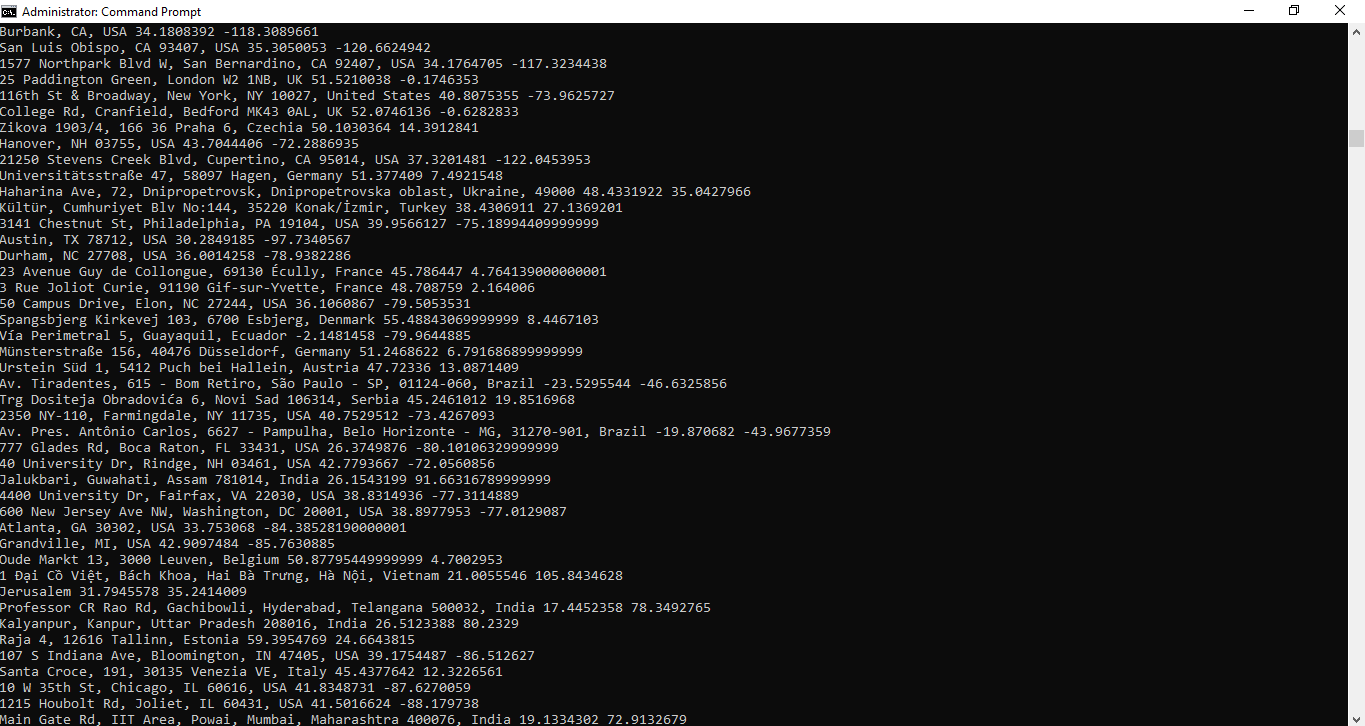 Administrator: Command Prompt
Burbank, CA, USA 34.1808392 -118.3089661
San Luis Obispo, CA 93407, USA 35.3050053 -120.6624942
1577 Northpark Blvd W, San Bernardino, CA 92407, USA 34.1764705 -117.3234438
25 Paddington Green, London W2 1NB, UK 51.5210038 -0.1746353
116th St & Broadway, New York, NY 10027, United States 40.8075355 -73.9625727
College Rd, Cranfield, Bedford MK43 0AL, UK 52.0746136 -0.6282833
Zikova 1903/4, 166 36 Praha 6, Czechia 50.1030364 14.3912841
Hanover, NH 03755, USA 43.7044406 -72.2886935
21250 Stevens Creek Blvd, Cupertino, CA 95014, USA 37.3201481 -122.0453953
Universitätsstraße 47, 58097 Hagen, Germany 51.377409 7.4921548
Haharina Ave, 72, Dnipropetrovsk, Dnipropetrovska oblast, Ukraine, 49000 48.4331922 35.0427966
Kültür, Cumhuriyet Blv No:144, 35220 Konak/İzmir, Turkey 38.4306911 27.1369201
3141 Chestnut St, Philadelphia, PA 19104, USA 39.9566127 -75.18994409999999
Austin, TX 78712, USA 30.2849185 -97.7340567
Durham, NC 27708, USA 36.0014258 -78.9382286
23 Avenue Guy de Collongue, 69130 Écully, France 45.786447 4.764139000000001
3 Rue Joliot Curie, 91190 Gif-sur-Yvette, France 48.708759 2.164006
50 Campus Drive, Elon, NC 27244, USA 36.1060867 -79.5053531
Spangsbjerg Kirkevej 103, 6700 Esbjerg, Denmark 55.48843069999999 8.4467103
Vía Perimetral 5, Guayaquil, Ecuador -2.1481458 -79.9644885
Münsterstraße 156, 40476 Düsseldorf, Germany 51.2468622 6.791686899999999
Urstein Süd 1, 5412 Puch bei Hallein, Austria 47.72336 13.0871409
Av. Tiradentes, 615 - Bom Retiro, São Paulo - SP, 01124-060, Brazil -23.5295544 -46.6325856
Trg Dositeja Obradovića 6, Novi Sad 106314, Serbia 45.2461012 19.8516968
2350 NY-110, Farmingdale, NY 11735, USA 40.7529512 -73.4267093
Av. Pres. Antônio Carlos, 6627 - Pampulha, Belo Horizonte - MG, 31270-901, Brazil -19.870682 -43.9677359
777 Glades Rd, Boca Raton, FL 33431, USA 26.3749876 -80.10106329999999
40 University Dr, Rindge, NH 03461, USA 42.7793667 -72.0560856
Jalukbari, Guwahati, Assam 781014, India 26.1543199 91.66316789999999
4400 University Dr, Fairfax, VA 22030, USA 38.8314936 -77.3114889
600 New Jersey Ave NW, Washington, DC 20001, USA 38.8977953 -77.0129087
Atlanta, GA 30302, USA 33.753068 -84.38528190000001
Grandville, MI, USA 42.9097484 -85.7630885
Oude Markt 13, 3000 Leuven, Belgium 50.87795449999999 4.7002953
1 Đại Cồ Việt, Bách Khoa, Hai Bà Trưng, Hà Nội, Vietnam 21.0055546 105.8434628
Jerusalem 31.7945578 35.2414009
Professor CR Rao Rd, Gachibowli, Hyderabad, Telangana 500032, India 17.4452358 78.3492765
Kalyanpur, Kanpur, Uttar Pradesh 208016, India 26.5123388 80.2329
Raja 4, 12616 Tallinn, Estonia 59.3954769 24.6643815
107 S Indiana Ave, Bloomington, IN 47405, USA 39.1754487 -86.512627
Santa Croce, 191, 30135 Venezia VE, Italy 45.4377642 12.3226561
10 W 35th St, Chicago, IL 60616, USA 41.8348731 -87.6270059
1215 Houbolt Rd, Joliet, IL 60431, USA 41.5016624 -88.179738
Main Gate Rd, IIT Area, Powai, Mumbai, Maharashtra 400076, India 19.1334302 72.9132679